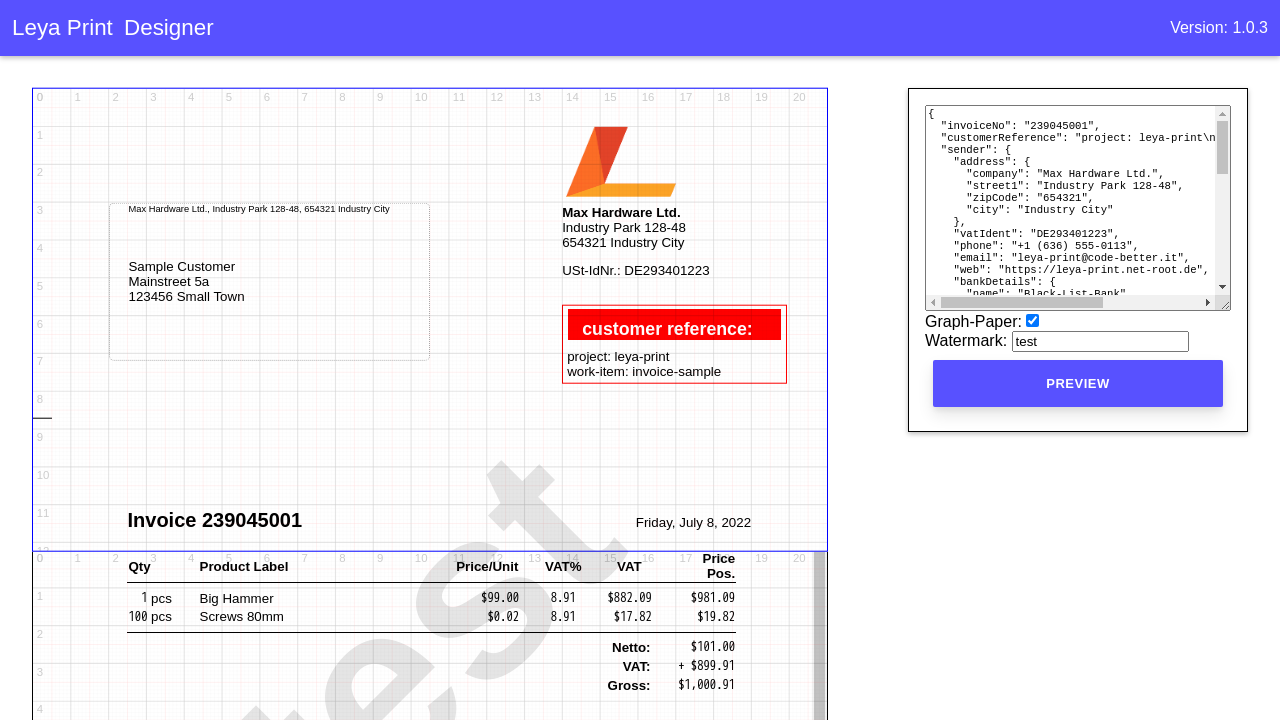 Leya Print Designer
Version: 1.0.3
0 1 2 3 4 5 6 7 8 9 10 11 12 13 14 15 16 17 18 19 20
1
2
3
4
5
6
7
8
9
10
11
Max Hardware Ltd., Industry Park 128-48, 654321 Industry City
Sample Customer
Mainstreet 5a
123456 Small Town
Max Hardware Ltd.
Industry Park 128-48
654321 Industry City
USt-IdNr.: DE293401223
customer reference:
project: leya-print
work-item: invoice-sample
Invoice 239045001
Friday, July 8, 2022
test
0 1 2 3 4 5 6 7 8 9 10 11 12 13 14 15 16 17 19 20
1
2
3
4
Qty Product Label Price/Unit VAT% VAT Price
Pos.
1 pcs Big Hammer $99.00 8.91 $882.09 $981.09
100 pcs Screws 80mm $0.02 8.91 $17.82 $19.82
Netto: $101.00
VAT: + $899.91
Gross: $1,000.91
{
"invoiceNo": "239045001",
"customerReference": "project: leya-print\n
"sender": {
"address": {
"company": "Max Hardware Ltd.",
"street1": "Industry Park 128-48",
"zipCode": "654321",
"city": "Industry City"
},
"vatIdent": "DE293401223",
"phone": "+1 (636) 555-0113",
"email": "leya-print@code-better.it",
"web": "https://leya-print.net-root.de",
"bankDetails": {
"name": "Black-List-Bank"
Graph-Paper:
Watermark: test
PREVIEW